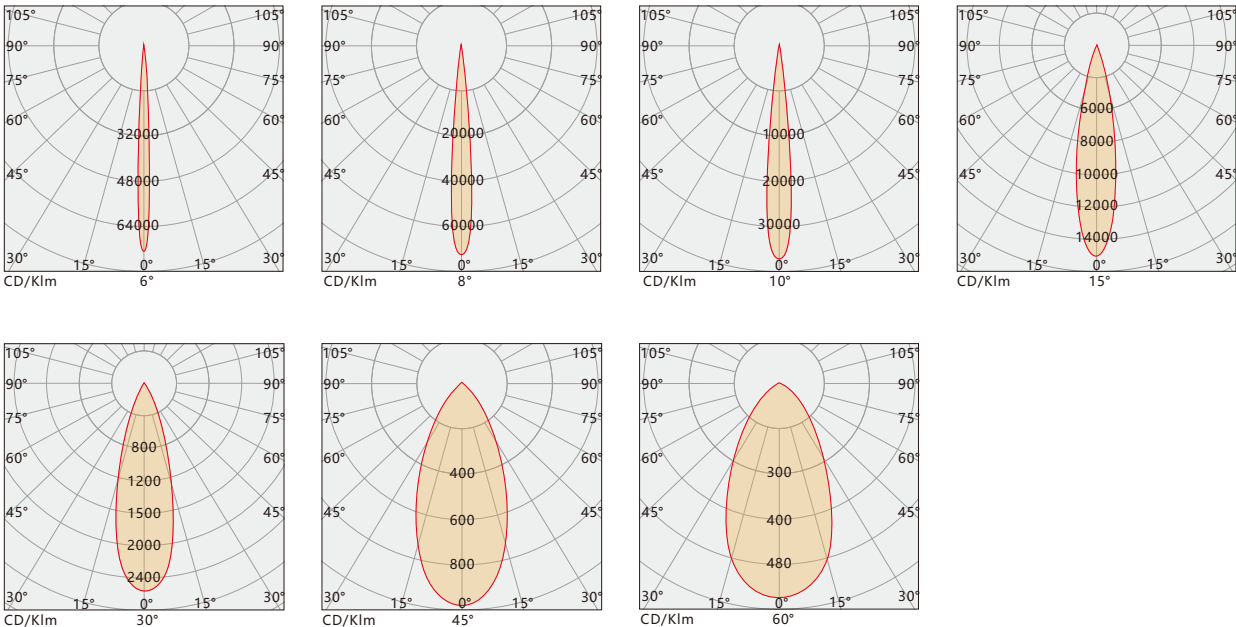 105° 105° 105° 105° 105° 105° 105° 105°
90° 90° 90° 90° 90° 90° 90° 90°
75° 75° 75° 75° 75° 75° 75° 75°
6000
60° 60° 60° 60° 60° 60° 60° 60°
32000 20000 10000 8000
45° 45° 45° 45° 45° 45° 45° 45°
48000 40000 20000 10000
12000
64000 60000 30000 14000
30° 15° 0° 15° 30° 30° 15° 0° 15° 30° 30° 15° 0° 15° 30° 30° 15° 0° 15° 30°
CD/Klm 6° CD/Klm 8° CD/Klm 10° CD/Klm 15°
105° 105° 105° 105° 105° 105°
90° 90° 90° 90° 90° 90°
75° 75° 75° 75° 75° 75°
800
60° 60° 60° 60° 60° 60°
1200 400 300
45° 45° 45° 45° 45° 45°
1500 600 400
2000
2400 800 480
30° 15° 0° 15° 30° 30° 15° 0° 15° 30° 30° 15° 0° 15° 30°
CD/Klm 30° CD/Klm 45° CD/Klm 60°